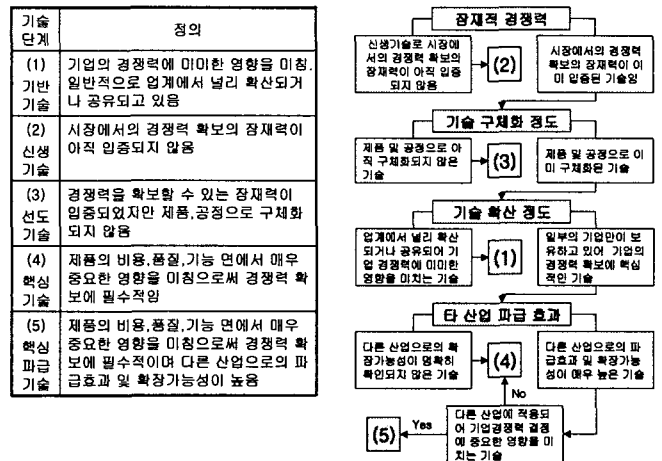 기술
단계
정의
(1)
기반
기술
기업의 경쟁력에 미미한 영향을 미침.
일반적으로 업계에서 널리 확산되거
나 공유되고 있음
(2)
신생
기술
시장에서의 경쟁력 확보의 잠재력이
아직 입증되지 않음
(3)
선도
기술
경쟁력을 확보할 수 있는 잠재력이
입증되었지만 제품,공정으로 구체화
되지 않음
(4)
핵심
기술
제품의 비용,품질,기능 면에서 매우
중요한 영향을 미침으로써 경쟁력 확
보에 필수적임
(5)
핵심
파급
기술
제품의 비용,품질,기능 면에서 매우
중요한 영향을 미침으로써 경쟁력 확
보에 필수적이며 다른 산업으로의 파
급효과 및 확장가능성이 높음
잠재적 경쟁력
신생기술로 시장에
서의 경쟁력 확보의
잠재력이 아직 입증
되지 않음
(2)
시장에서의 경쟁력
확보의 잠재력이 이
미 입증된 기술임
기술 구체화 정도
제품 및 공정으로 아
직 구체화되지 않은
기술
(3)
제품 및 공정으로 이
미 구체화된 기술
기술 확산 정도
업계에서 널리 확산
되거나 공유되어 기
업 경쟁력에 미미한
영향을 미치는 기술
(1)
일부의 기업만이 보
유하고 있어 기업의
경쟁력 확보에 핵심
적인 기술
타 산업 파급 효과
다른 산업으로의 확
장가능성이 명확히
확인되지 않은 기술
(4)
다른 산업으로의 파
급효과 및 확장가능
성이 매우 높은 기술
No
다른 산업에 적용되
어 기업경쟁력 결정
에 중요한 영향을 미
치는 기술
Yes
(5)